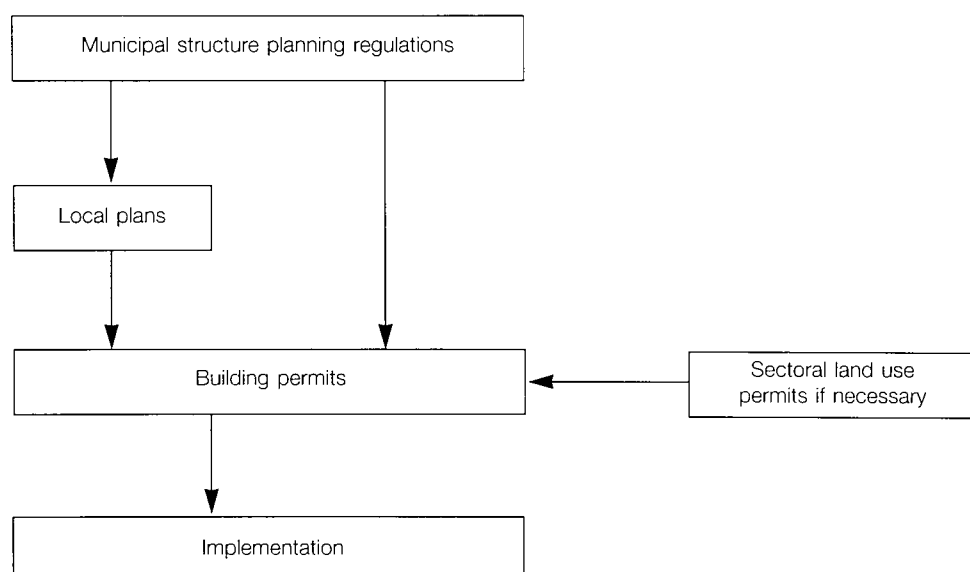 Municipal structure planning regulations
Local plans
Building permits
Sectoral land use
permits if necessary
Implementation